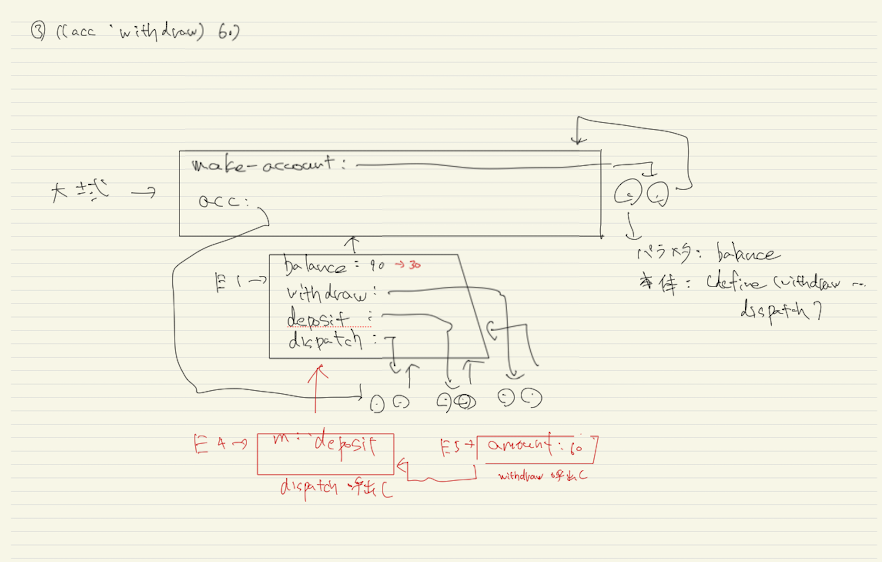 ③ ((acc 'withdraw) 60)
make-account:
大域 →
acc:
パラメタ: balance
本体: (define (withdraw …
dispatch)
E1 →
balance: 90 → 30
withdraw:
deposit:
dispatch:
E4 →
m: 'deposit
dispatch 呼出し
E5 →
amount: 60
withdraw 呼出し